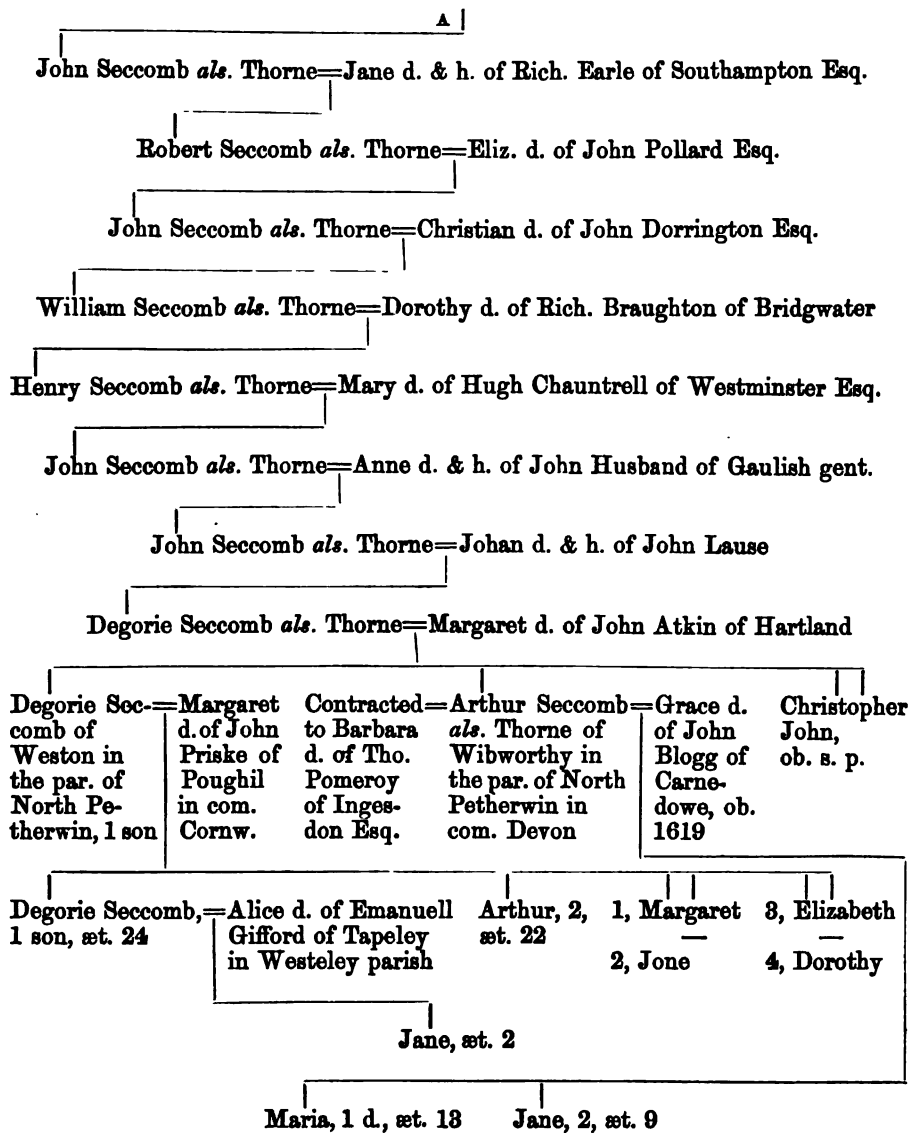 A
John Seccomb als. Thorne=Jane d. & h. of Rich. Earle of Southampton Esq.
Robert Seccomb als. Thorne=Eliz. d. of John Pollard Esq.
John Seccomb als. Thorne=Christian d. of John Dorrington Esq.
William Seccomb als. Thorne=Dorothy d. of Rich. Braughton of Bridgwater
Henry Seccomb als. Thorne=Mary d. of Hugh Chauntrell of Westminster Esq.
John Seccomb als. Thorne=Anne d. & h. of John Husband of Gaulish gent.
John Seccomb als. Thorne=Johan d. & h. of John Lause
Degorie Seccomb als. Thorne=Margaret d. of John Atkin of Hartland
Degorie Sec-=
comb of
Weston in
the par. of
North Pe-
therwin, 1 son
Margaret
d. of John
Priske of
Poughil
in com.
Cornw.
Contracted=
to Barbara
d. of Tho.
Pomeroy
of Inges-
don Esq.
Arthur Seccomb=
als. Thorne of
Wibworthy in
the par. of North
Petherwin in
com. Devon
Grace d.
of John
Blogg of
Carne-
dowe, ob.
1619
Christopher
John,
ob. s. p.
Degorie Seccomb,=
1 son, æt. 24
Alice d. of Emanuell
Gifford of Tapeley
in Westeley parish
Arthur, 2,
æt. 22
1, Margaret
—
2, Jone
3, Elizabeth
—
4, Dorothy
Jane, æt. 2
Maria, 1 d., æt. 13 Jane, 2, æt. 9